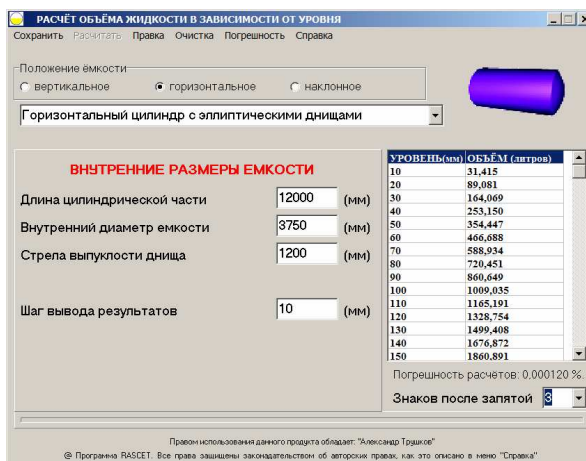 РАСЧЁТ ОБЪЁМА ЖИДКОСТИ В ЗАВИСИМОСТИ ОТ УРОВНЯ
Сохранить Расчитать Правка Очистка Погрешность Справка
Положение ёмкости
вертикальное горизонтальное наклонное
Горизонтальный цилиндр с эллиптическими днищами
ВНУТРЕННИЕ РАЗМЕРЫ ЕМКОСТИ
Длина цилиндрической части 12000 (мм)
Внутренний диаметр емкости 3750 (мм)
Стрела выпуклости днища 1200 (мм)
Шаг вывода результатов 10 (мм)
УРОВЕНЬ(мм) ОБЪЁМ (литров)
10 31,415
20 89,081
30 164,069
40 253,150
50 354,447
60 466,688
70 588,934
80 720,451
90 860,649
100 1009,035
110 1165,191
120 1328,754
130 1499,408
140 1676,872
150 1860,891
Погрешность расчётов: 0,000120 %.
Знаков после запятой 3
Правом использования данного продукта обладает: "Александр Трушков"
@ Программа RASCET. Все права защищены законадательством об авторских правах, как это описано в меню "Справка"